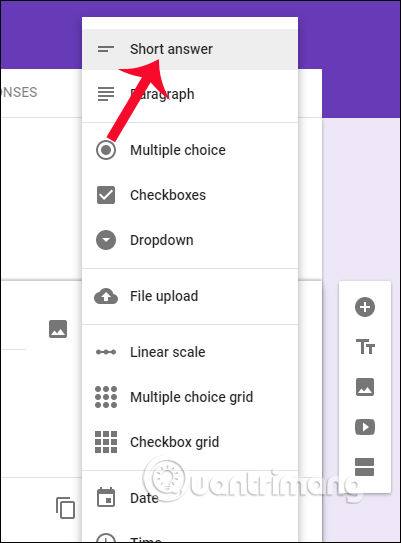 Short answer
ONSES
Paragraph
Multiple choice
Checkboxes
Dropdown
File upload
Linear scale
Tt
Multiple choice grid
Checkbox grid
Quantrimang
Date
Time